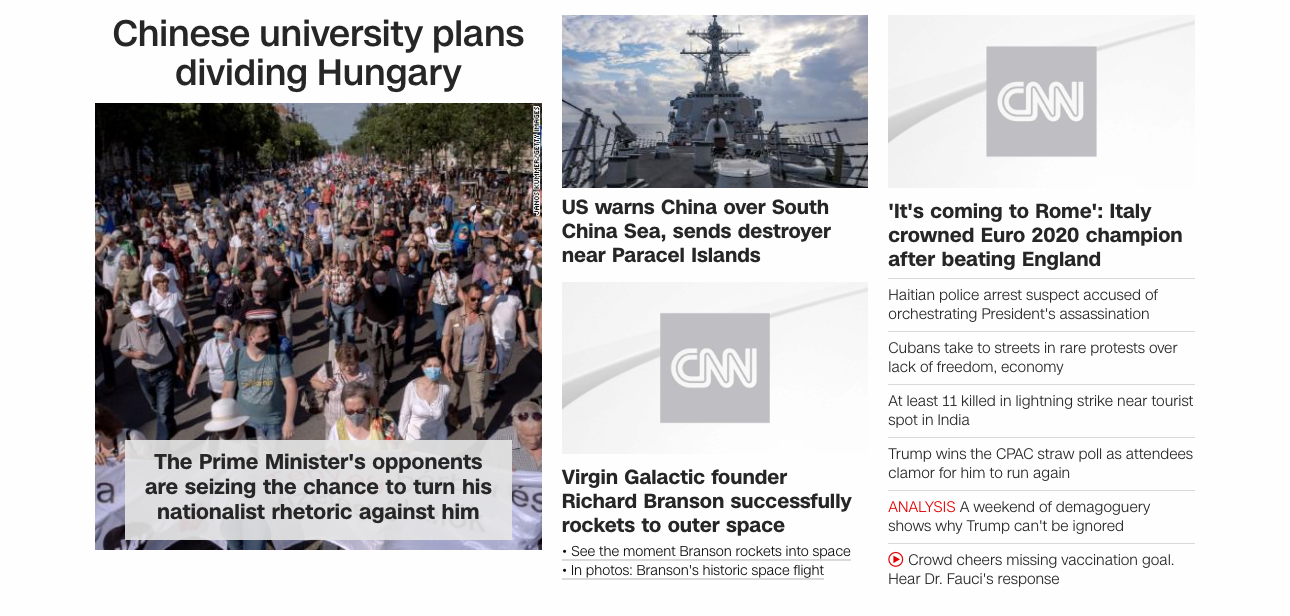 Chinese university plans
dividing Hungary
JANOS KUMMER/GETTY IMAGES
The Prime Minister's opponents
are seizing the chance to turn his
nationalist rhetoric against him
US warns China over South
China Sea, sends destroyer
near Paracel Islands
CNN
Virgin Galactic founder
Richard Branson successfully
rockets to outer space
• See the moment Branson rockets into space
• In photos: Branson's historic space flight
CNN
'It's coming to Rome': Italy
crowned Euro 2020 champion
after beating England
Haitian police arrest suspect accused of
orchestrating President's assassination
Cubans take to streets in rare protests over
lack of freedom, economy
At least 11 killed in lightning strike near tourist
spot in India
Trump wins the CPAC straw poll as attendees
clamor for him to run again
ANALYSIS A weekend of demagoguery
shows why Trump can't be ignored
Crowd cheers missing vaccination goal.
Hear Dr. Fauci's response